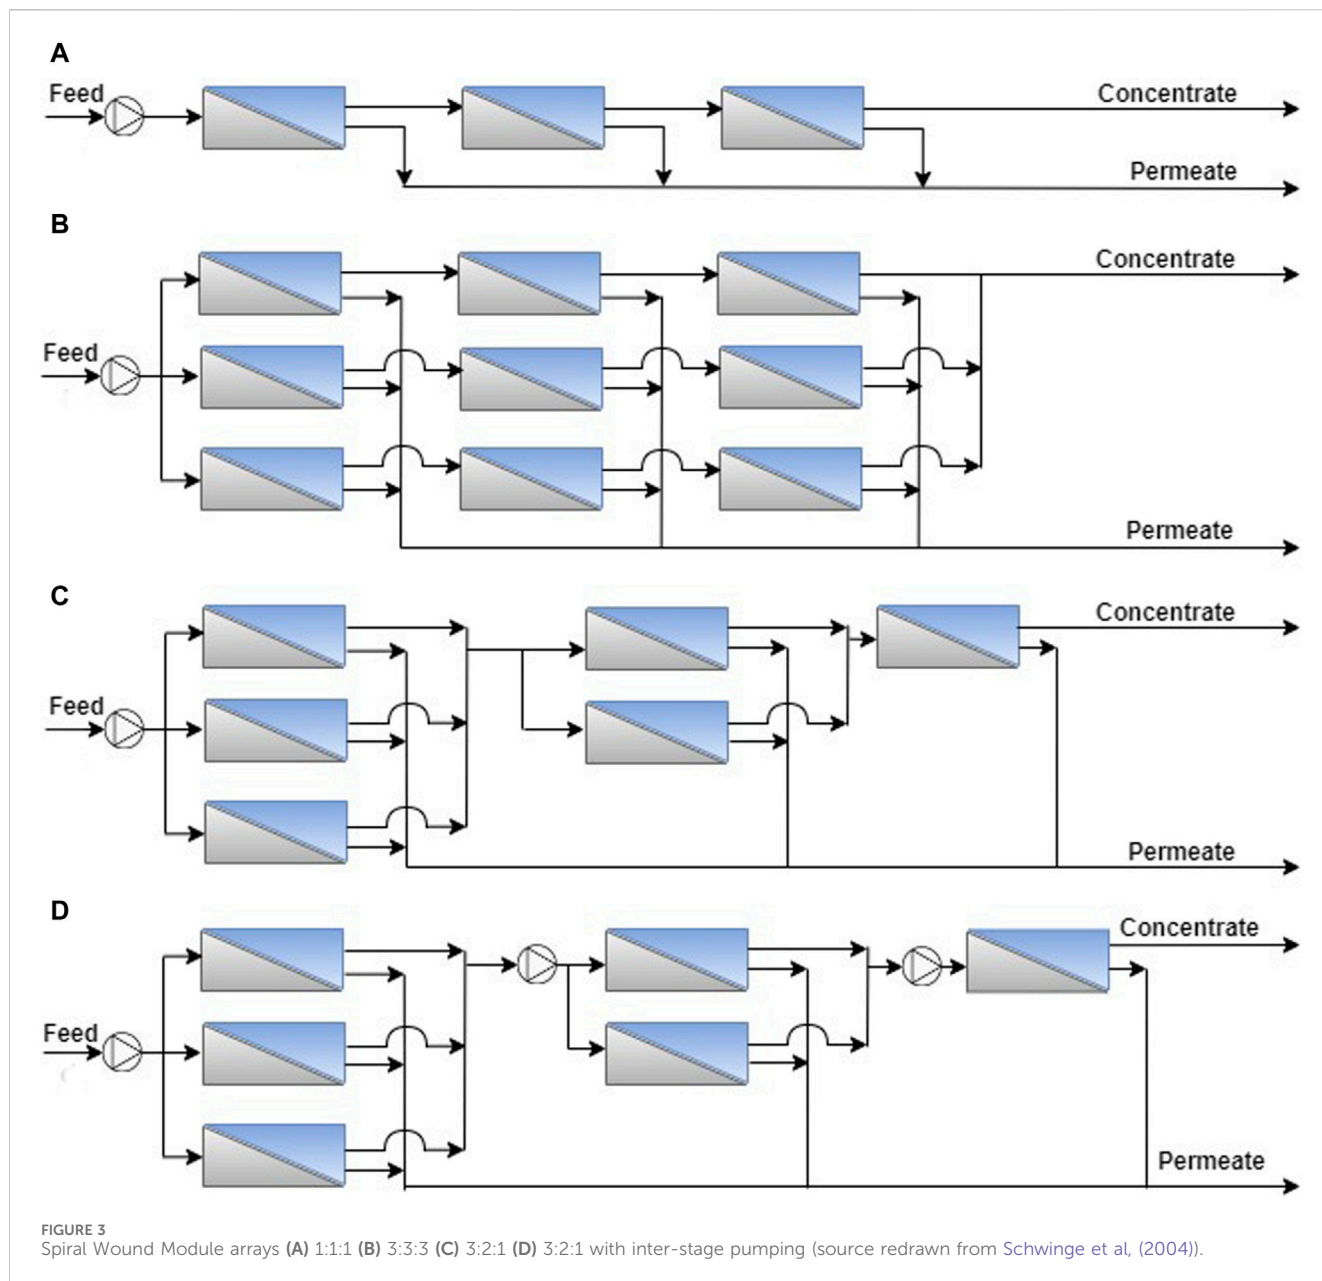 A
Feed
Concentrate
Permeate
B
Concentrate
Feed
Permeate
C
Concentrate
Feed
Permeate
D
Concentrate
Feed
Permeate
FIGURE 3
Spiral Wound Module arrays (A) 1:1:1 (B) 3:3:3 (C) 3:2:1 (D) 3:2:1 with inter-stage pumping (source redrawn from Schwinge et al, (2004)).